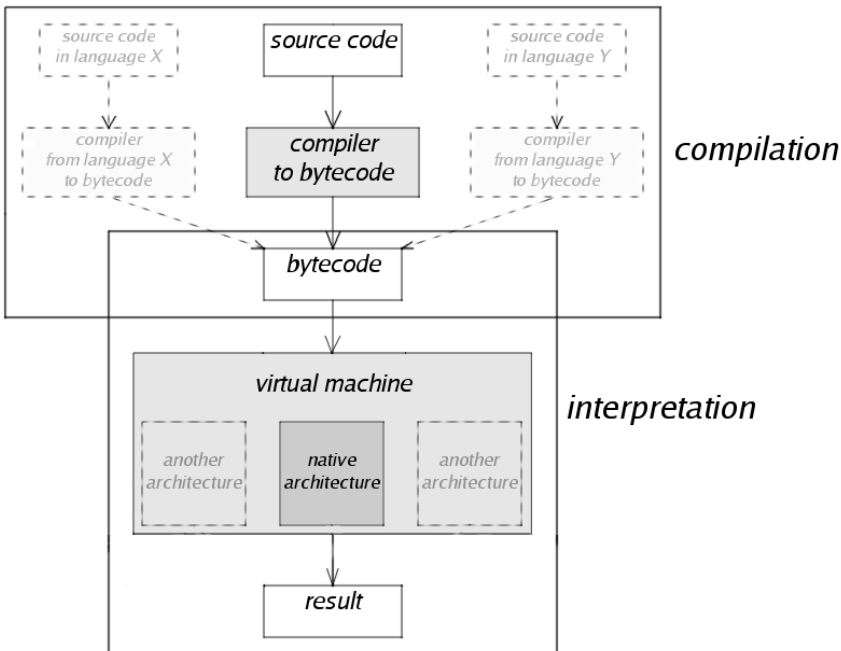 source code
in language X
source code
source code
in language Y
compiler
from language X
to bytecode
compiler
to bytecode
compiler
from language Y
to bytecode
compilation
bytecode
virtual machine
interpretation
another
architecture
native
architecture
another
architecture
result